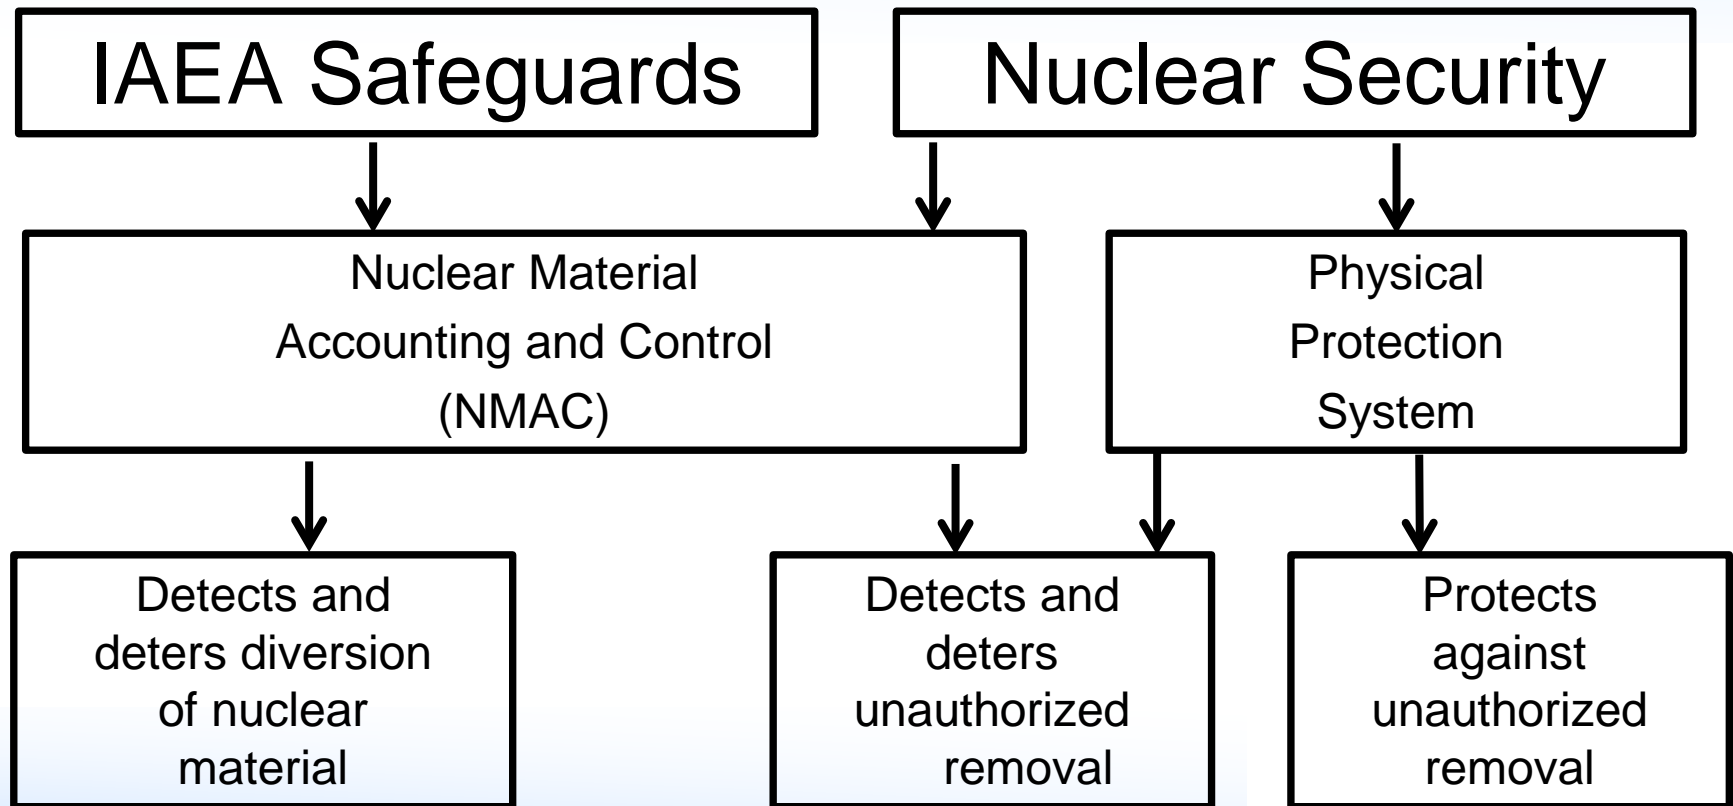 IAEA Safeguards
Nuclear Security
Nuclear Material
Accounting and Control
(NMAC)
Physical
Protection
System
Detects and
deters diversion
of nuclear
material
Detects and
deters
unauthorized
removal
Protects
against
unauthorized
removal